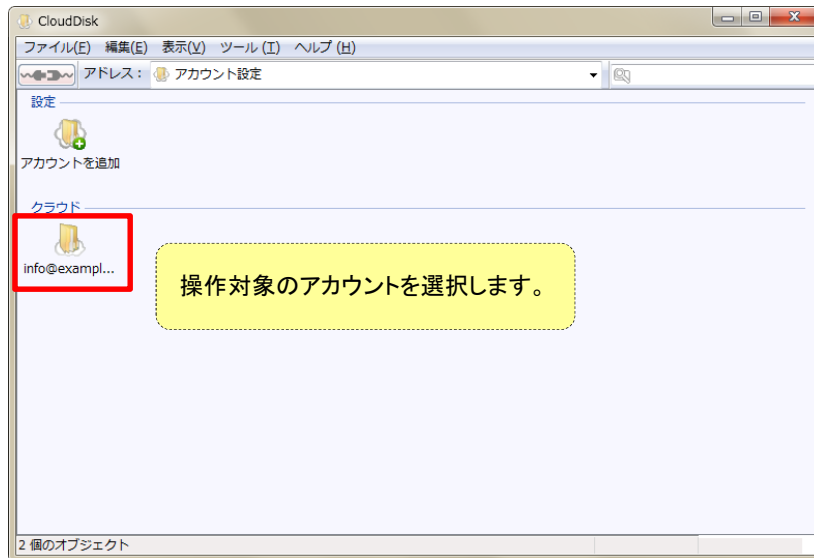 CloudDisk
ファイル(F) 編集(E) 表示(V) ツール (T) ヘルプ (H)
アドレス： アカウント設定
設定
アカウントを追加
クラウド
info@exampl...
操作対象のアカウントを選択します。
2 個のオブジェクト